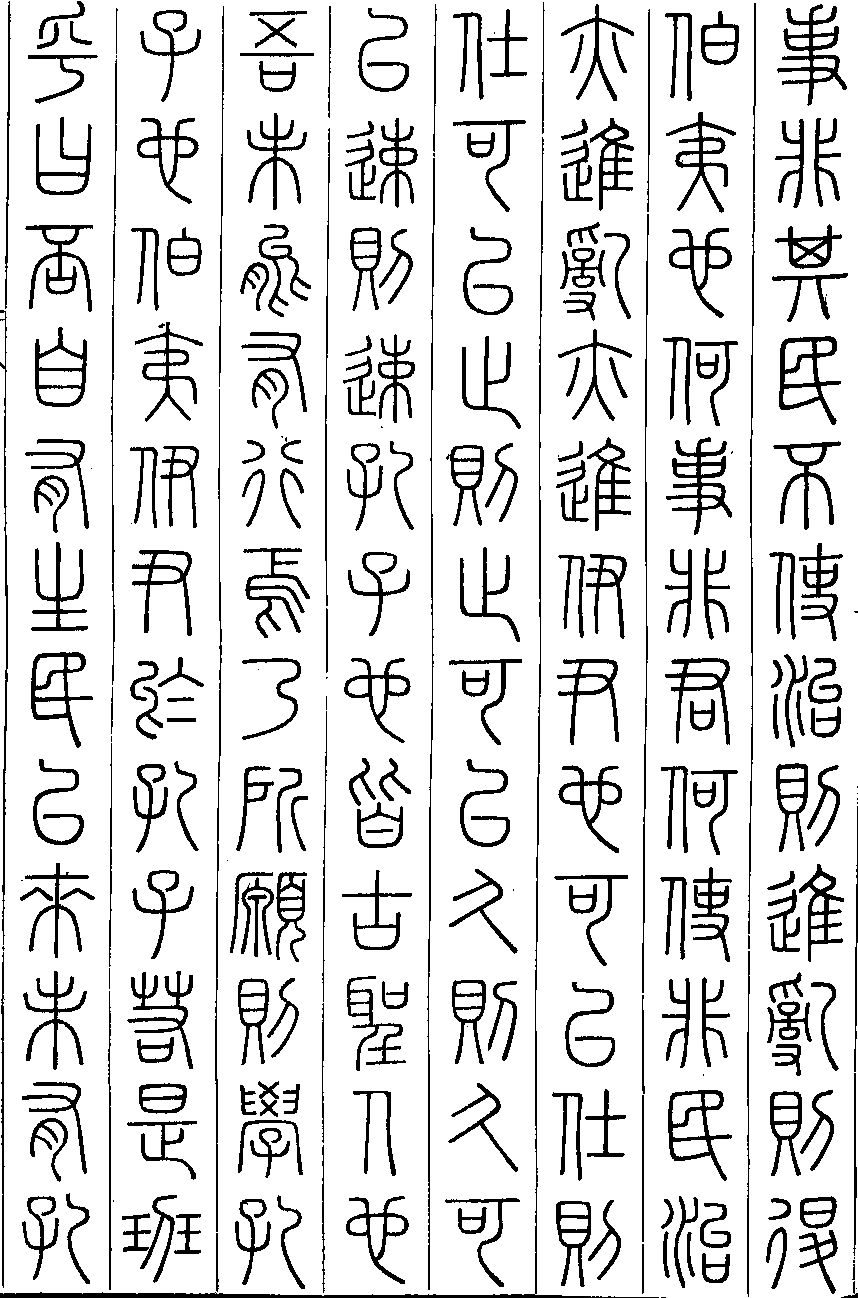 事非其民不使治則進亂則退
伯夷也何事非君何使非民治
亦進亂亦進伊尹也可以仕則
仕可以止則止可以久則久可
以速則速孔子也皆古聖人也
吾未能有行焉乃所願則學孔
子也伯夷伊尹於孔子若是班
乎曰否自有生民以來未有孔